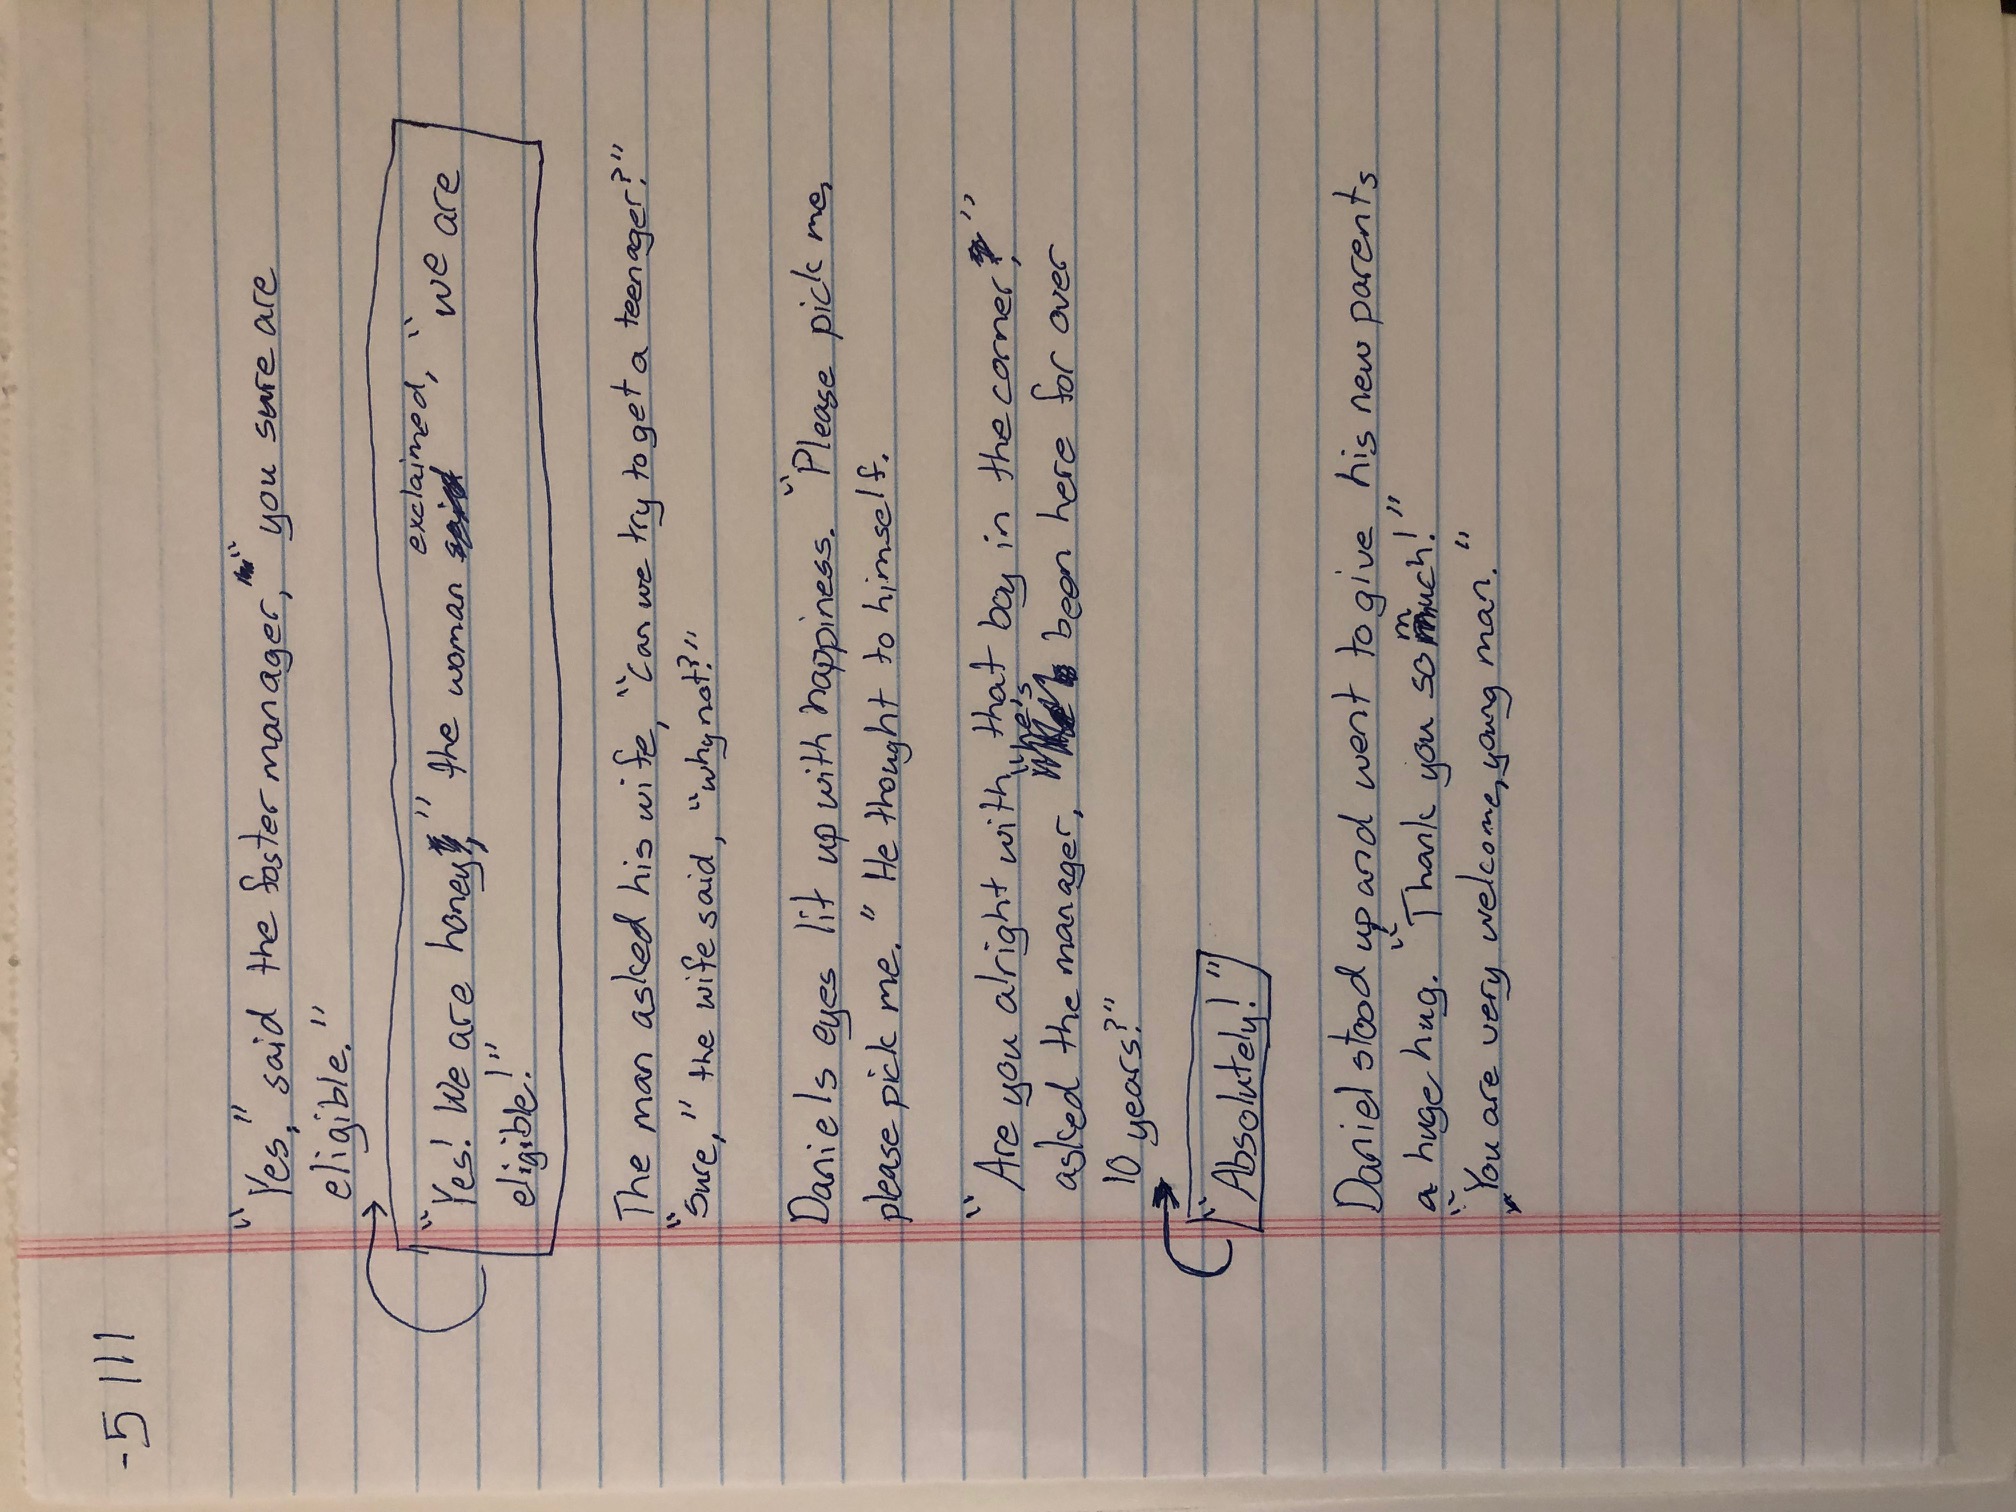 -5 111
"Yes," said the foster manager, "you sure are
eligible."
"Yes! We are honey," the woman exclaimed, "we are
eligible!"
The man asked his wife, "Can we try to get a teenager?"
"Sure," the wife said, "why not?"
Daniels eyes lit up with happiness. "Please pick me,
please pick me." He thought to himself.
"Are you alright with that boy in the corner?"
asked the manager, "he's been here for over
10 years?"
"Absolutely!"
Daniel stood up and went to give his new parents
a huge hug. "Thank you so much!"
"You are very welcome, young man."